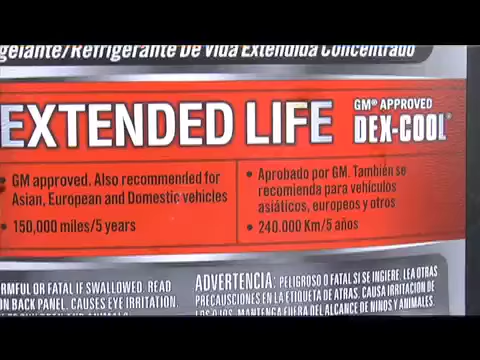 gelante/Refrigerante De Vida Extendida Concentrado
EXTENDED LIFE
GM® APPROVED
DEX-COOL®
• GM approved. Also recommended for
Asian, European and Domestic vehicles
• 150,000 miles/5 years
• Aprobado por GM. También se
recomienda para vehículos
asiáticos, europeos y otros
• 240.000 Km/5 años
ARMFUL OR FATAL IF SWALLOWED. READ
ON BACK PANEL. CAUSES EYE IRRITATION.
ADVERTENCIA: PELIGROSO O FATAL SI SE INGIERE. LEA OTRAS
PRECAUSCIONES EN LA ETIQUETA DE ATRAS. CAUSA IRRITACION DE
LOS OJOS. MANTENGA FUERA DEL ALCANCE DE NIÑOS Y ANIMALES.